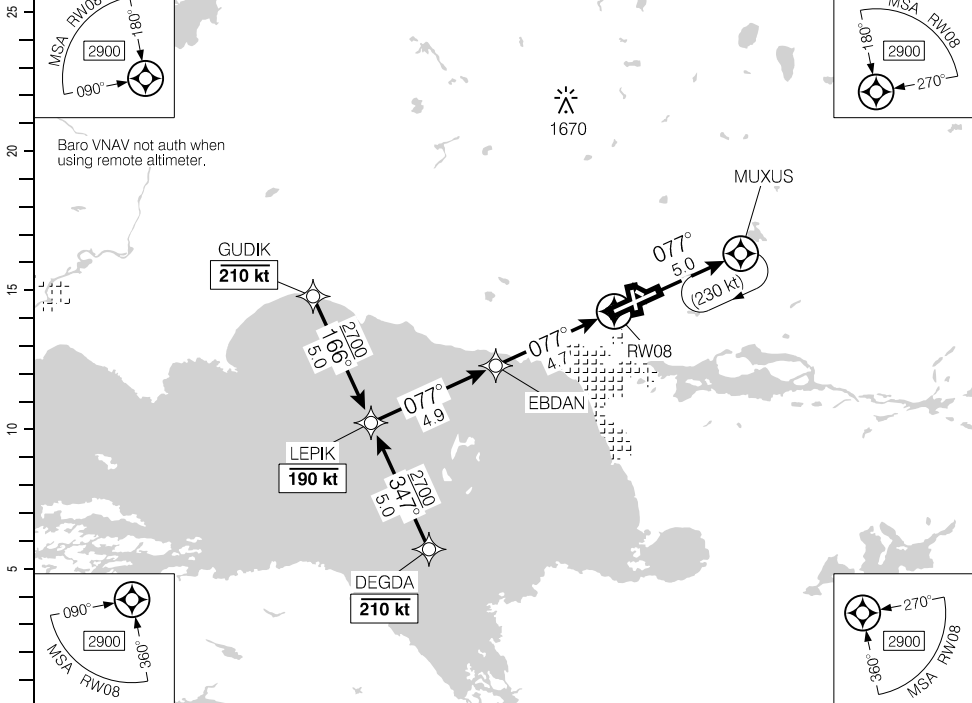 25
MSA RW08
180°
2900
090°
MSA RW08
180°
2900
270°
1670
Baro VNAV not auth when
using remote altimeter.
20
MUXUS
GUDIK
210 kt
077°
5.0
(230 kt)
15
2700
166°
5.0
077°
4.7
RW08
EBDAN
077°
4.9
10
LEPIK
190 kt
2700
347°
5.0
5
DEGDA
210 kt
090°
2900
360°
MSA RW08
270°
2900
360°
MSA RW08